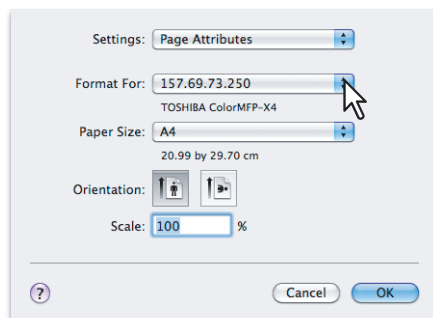 Settings: Page Attributes
Format For: 157.69.73.250
TOSHIBA ColorMFP-X4
Paper Size: A4
20.99 by 29.70 cm
Orientation:
Scale: 100 %
? Cancel OK